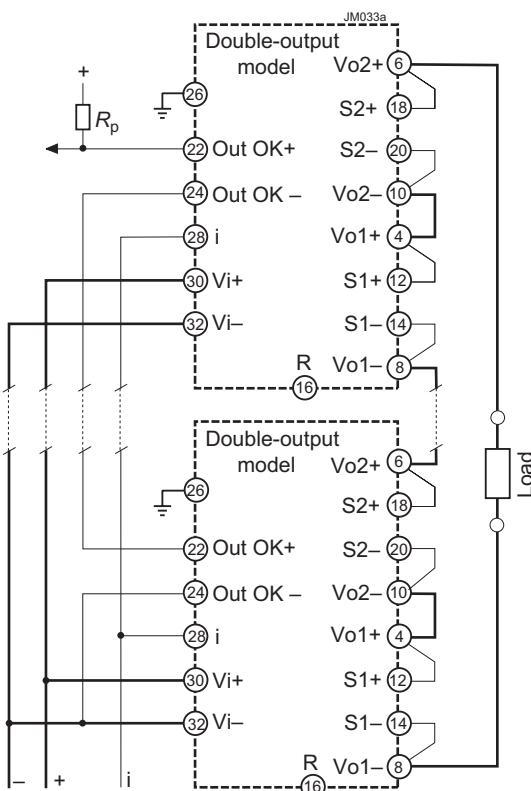 JM033a
Double-output
model
Vo2+ 6
26
S2+ 18
+
Rp
22 Out OK+
S2– 20
24 Out OK –
Vo2– 10
28 i
Vo1+ 4
30 Vi+
S1+ 12
32 Vi–
S1– 14
R
16
Vo1– 8
Double-output
model
Vo2+ 6
26
S2+ 18
Load
22 Out OK+
S2– 20
24 Out OK –
Vo2– 10
28 i
Vo1+ 4
30 Vi+
S1+ 12
32 Vi–
S1– 14
R
16
Vo1– 8
– + i